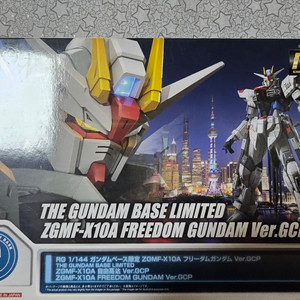 THE GUNDAM BASE LIMITED
ZGMF-X10A FREEDOM GUNDAM Ver.GCP
RG 1/144 ガンダムベース限定 ZGMF-X10A フリーダムガンダム Ver.GCP
THE GUNDAM BASE LIMITED
ZGMF-X10A 自由高达 Ver.GCP
ZGMF-X10A FREEDOM GUNDAM Ver.GCP
IN JAPAN